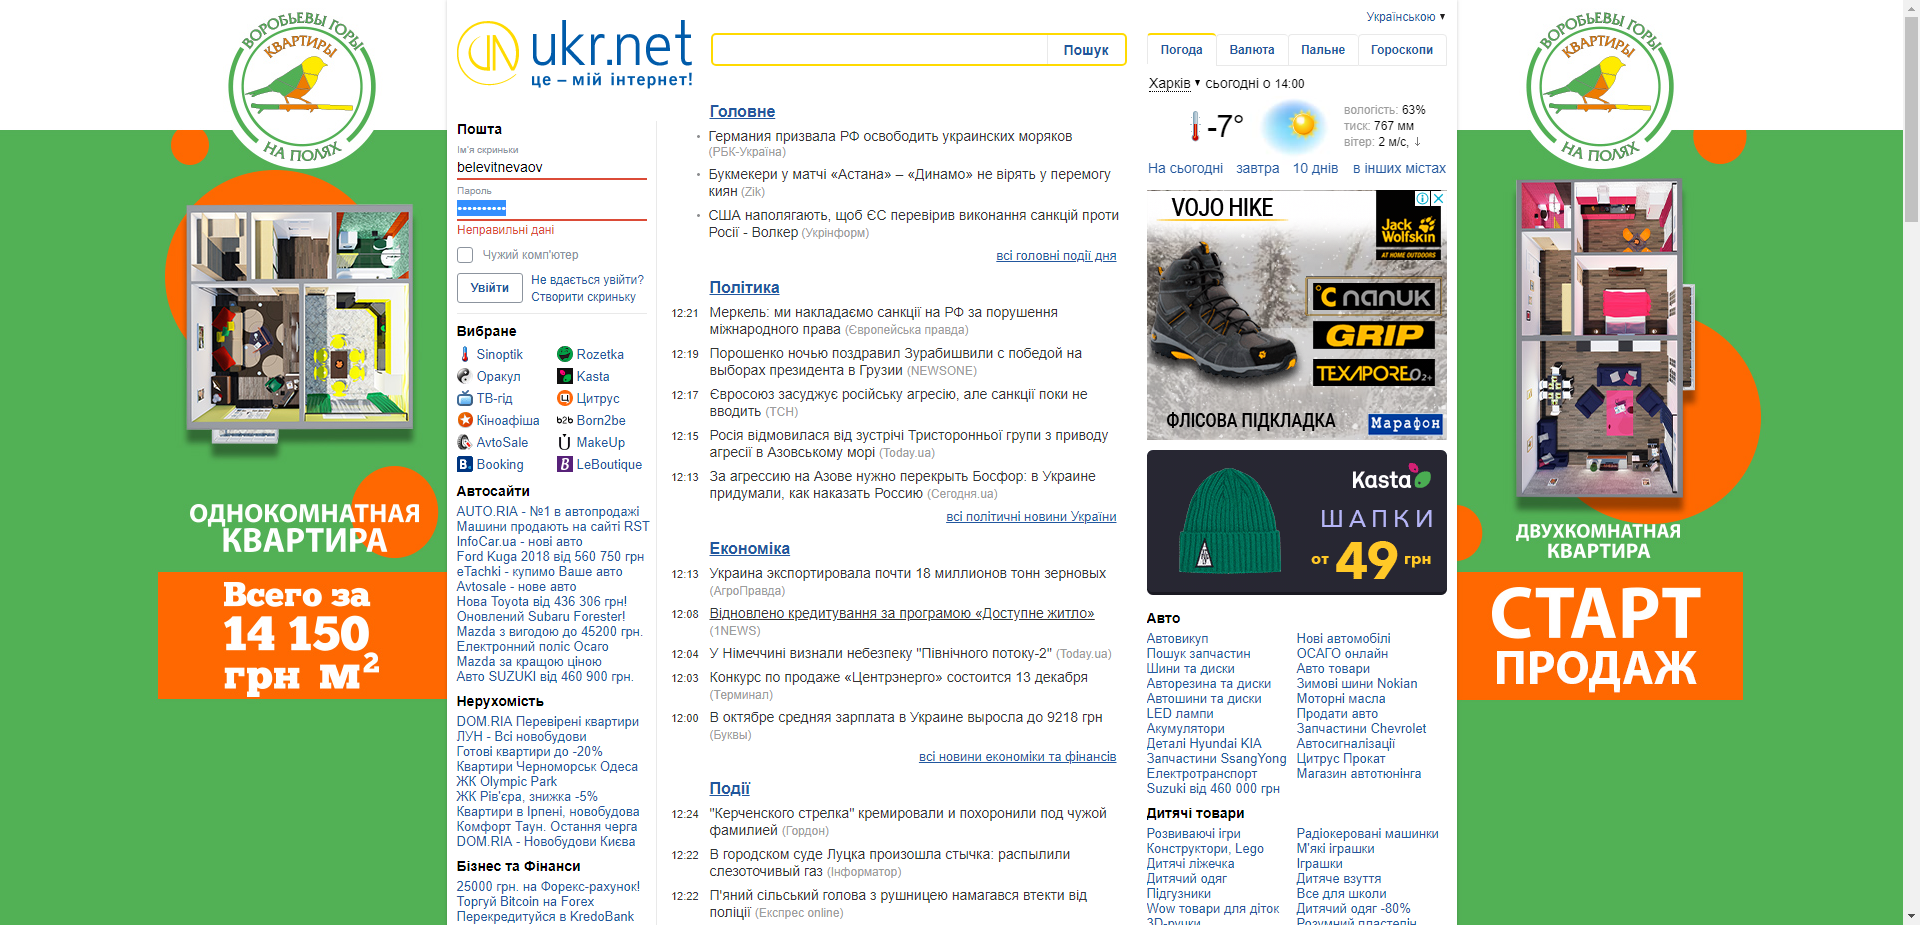 ВОРОБЬЕВЫ ГОРЫ
КВАРТИРЫ
НА ПОЛЯХ
ОДНОКОМНАТНАЯ
КВАРТИРА
Всего за
14 150
грн м²
ukr.net
це – мій інтернет!
Пошук
Українською ▼
Погода
Валюта
Пальне
Гороскопи
Харків ▼ сьогодні о 14:00
-7°
вологість: 63%
тиск: 767 мм
вітер: 2 м/с, ↓
На сьогодні завтра 10 днів в інших містах
Пошта
Ім'я скриньки
belevitnevaov
Пароль
••••••••••
Неправильні дані
Чужий комп'ютер
Увійти
Не вдається увійти?
Створити скриньку
Вибране
Sinoptik
Rozetka
Оракул
Kasta
ТВ-гід
Цитрус
Кіноафіша
b2b Born2be
AvtoSale
MakeUp
Booking
LeBoutique
Автосайти
AUTO.RIA - №1 в автопродажі
Машини продають на сайті RST
InfoCar.ua - нові авто
Ford Kuga 2018 від 560 750 грн
eTachki - купимо Ваше авто
Avtosale - нове авто
Нова Toyota від 436 306 грн!
Оновлений Subaru Forester!
Mazda з вигодою до 45200 грн.
Електронний поліс Осаго
Mazda за кращою ціною
Авто SUZUKI від 460 900 грн.
Нерухомість
DOM.RIA Перевірені квартири
ЛУН - Всі новобудови
Готові квартири до -20%
Квартири Черноморськ Одеса
ЖК Olympic Park
ЖК Рів'єра, знижка -5%
Квартири в Ірпені, новобудова
Комфорт Таун. Остання черга
DOM.RIA - Новобудови Києва
Бізнес та Фінанси
25000 грн. на Форекс-рахунок!
Торгуй Bitcoin на Forex
Перекредитуйся в KredoBank
Головне
Германия призвала РФ освободить украинских моряков
(РБК-Україна)
Букмекери у матчі «Астана» – «Динамо» не вірять у перемогу
киян (Zik)
США наполягають, щоб ЄС перевірив виконання санкцій проти
Росії - Волкер (Укрінформ)
всі головні події дня
Політика
12:21 Меркель: ми накладаємо санкції на РФ за порушення
міжнародного права (Європейська правда)
12:19 Порошенко ночью поздравил Зурабишвили с победой на
выборах президента в Грузии (NEWSONE)
12:17 Євросоюз засуджує російську агресію, але санкції поки не
вводить (ТСН)
12:15 Росія відмовилася від зустрічі Тристоронньої групи з приводу
агресії в Азовському морі (Today.ua)
12:13 За агрессию на Азове нужно перекрыть Босфор: в Украине
придумали, как наказать Россию (Сегодня.ua)
всі політичні новини України
Економіка
12:13 Украина экспортировала почти 18 миллионов тонн зерновых
(АгроПравда)
12:08 Відновлено кредитування за програмою «Доступне житло»
(1NEWS)
12:04 У Німеччині визнали небезпеку "Північного потоку-2" (Today.ua)
12:03 Конкурс по продаже «Центрэнерго» состоится 13 декабря
(Терминал)
12:00 В октябре средняя зарплата в Украине выросла до 9218 грн
(Буквы)
всі новини економіки та фінансів
Події
12:24 "Керченского стрелка" кремировали и похоронили под чужой
фамилией (Гордон)
12:22 В городском суде Луцка произошла стычка: распылили
слезоточивый газ (Інформатор)
12:22 П'яний сільський голова з рушницею намагався втекти від
поліції (Експрес online)
VOJO HIKE
Jack
Wolfskin
AT HOME OUTDOORS
°C nanuk
GRIP
TEXAPORE O2+
ФЛІСОВА ПІДКЛАДКА
Марафон
Kasta
ШАПКИ
от 49 грн
Авто
Автовикуп
Пошук запчастин
Шини та диски
Авторезина та диски
Автошини та диски
LED лампи
Акумулятори
Деталі Hyundai KIA
Запчастини SsangYong
Електротранспорт
Suzuki від 460 000 грн
Нові автомобілі
ОСАГО онлайн
Авто товари
Зимові шини Nokian
Моторні масла
Продати авто
Запчастини Chevrolet
Автосигналізації
Цитрус Прокат
Магазин автотюнінга
Дитячі товари
Розвиваючі ігри
Конструктори, Lego
Дитячі ліжечка
Дитячий одяг
Підгузники
Wow товари для діток
3D-ручки
Радіокеровані машинки
М'які іграшки
Іграшки
Дитяче взуття
Все для школи
Дитячий одяг -80%
Розумний пластелін
ВОРОБЬЕВЫ ГОРЫ
КВАРТИРЫ
НА ПОЛЯХ
ДВУХКОМНАТНАЯ
КВАРТИРА
СТАРТ
ПРОДАЖ